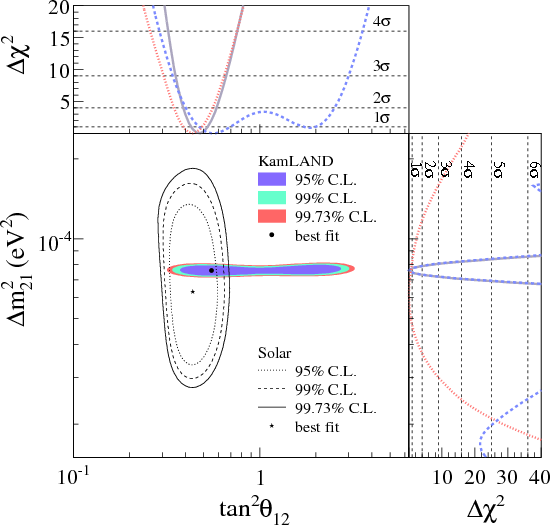 20
15
10
5
Δχ²
4σ
3σ
2σ
1σ
KamLAND
95% C.L.
99% C.L.
99.73% C.L.
best fit
1σ 2σ 3σ 4σ 5σ 6σ
10⁻⁴
Δm²₂₁ (eV²)
Solar
95% C.L.
99% C.L.
99.73% C.L.
best fit
10⁻¹ 1
10 20 30 40
tan²θ₁₂
Δχ²